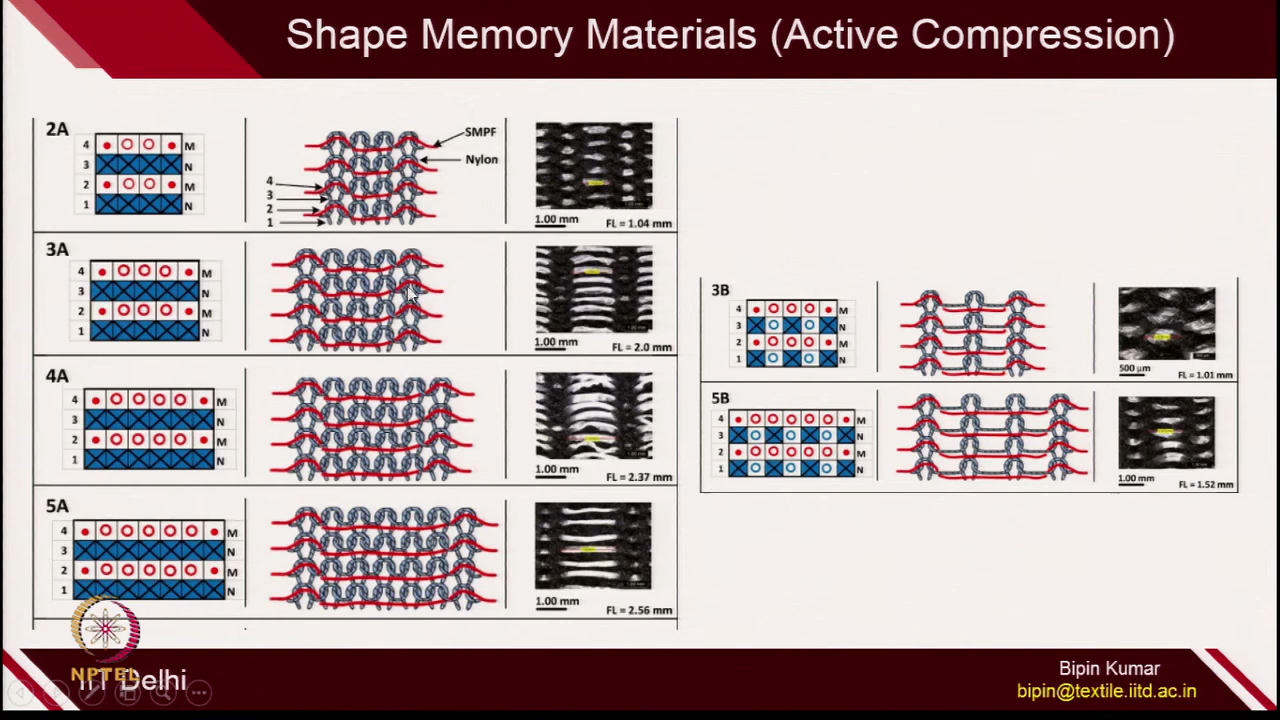 Shape Memory Materials (Active Compression)
2A
4 M
3 N
2 M
1 N
SMPF
Nylon
4
3
2
1
1.00 mm FL = 1.04 mm
3A
4 M
3 N
2 M
1 N
1.00 mm FL = 2.0 mm
4A
4 M
3 N
2 M
1 N
1.00 mm FL = 2.37 mm
5A
4 M
3 N
2 M
1 N
1.00 mm FL = 2.56 mm
3B
4 M
3 N
2 M
1 N
500 µm FL = 1.01 mm
5B
4 M
3 N
2 M
1 N
1.00 mm FL = 1.52 mm
NPTEL
IIT Delhi
Bipin Kumar
bipin@textile.iitd.ac.in